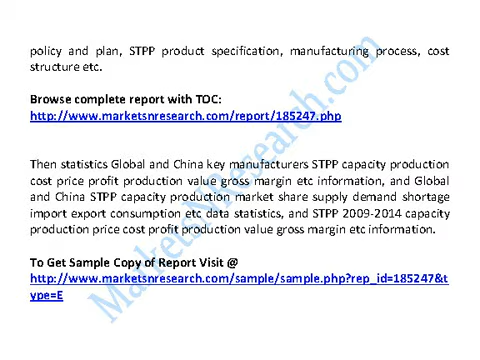 policy and plan, STPP product specification, manufacturing process, cost
structure etc.
Browse complete report with TOC:
http://www.marketsnresearch.com/report/185247.php
Then statistics Global and China key manufacturers STPP capacity production
cost price profit production value gross margin etc information, and Global
and China STPP capacity production market share supply demand shortage
import export consumption etc data statistics, and STPP 2009-2014 capacity
production price cost profit production value gross margin etc information.
To Get Sample Copy of Report Visit @
http://www.marketsnresearch.com/sample/sample.php?rep_id=185247&t
ype=E
MarketsNResearch.com